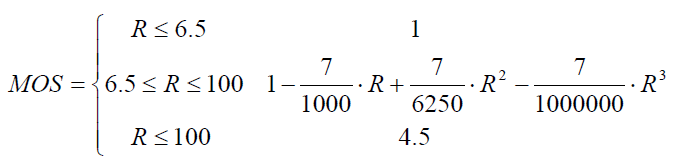 R ≤ 6.5 1
MOS = { 6.5 ≤ R ≤ 100 1 − 7/1000 · R + 7/6250 · R² − 7/1000000 · R³
R ≤ 100 4.5